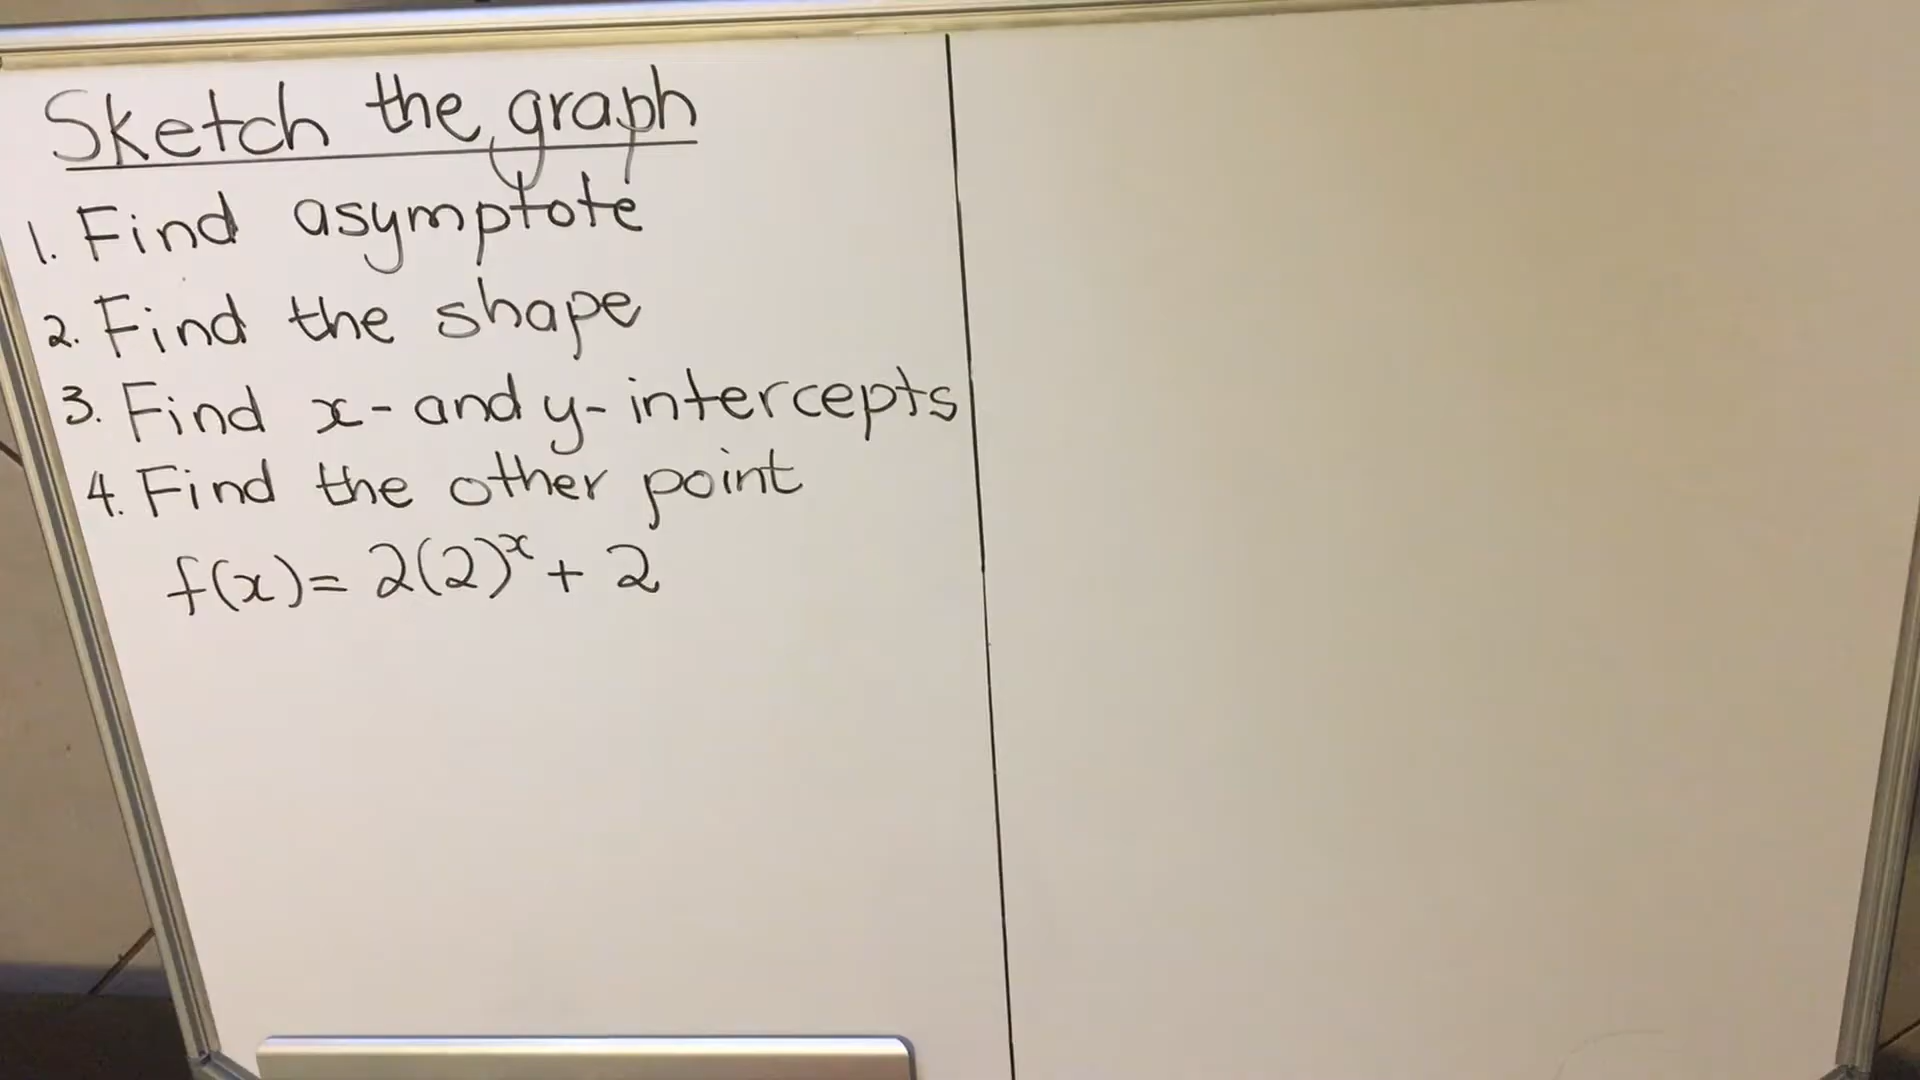 Sketch the graph
1. Find asymptote
2. Find the shape
3. Find x- and y- intercepts
4. Find the other point
f(x) = 2(2)^x + 2